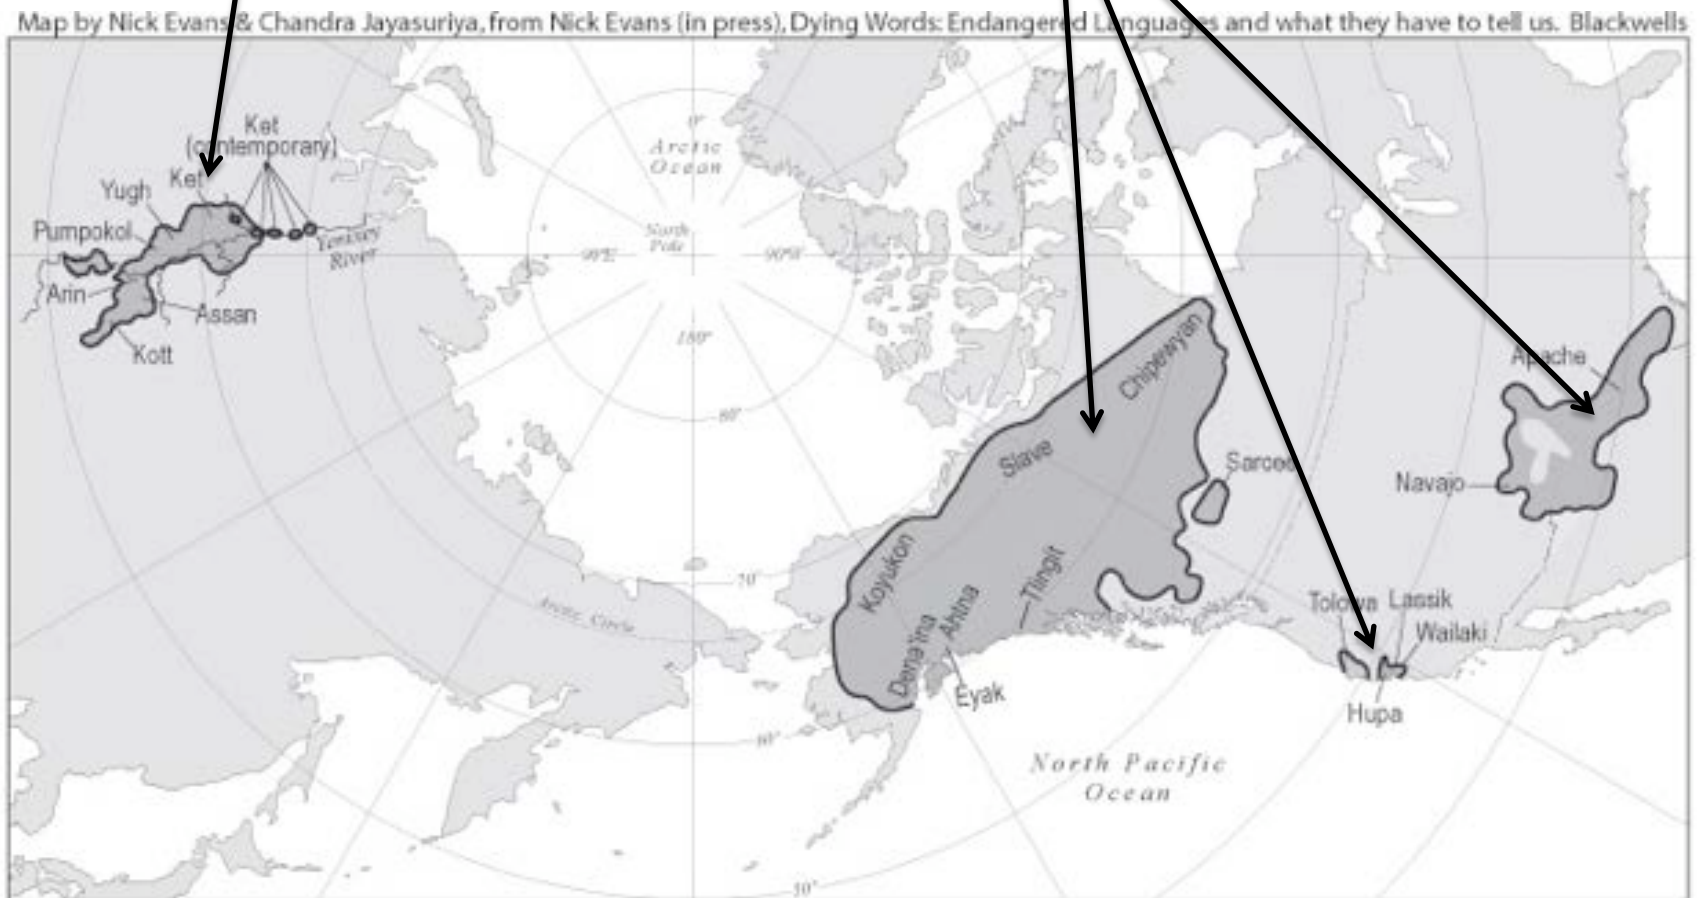 Map by Nick Evans & Chandra Jayasuriya, from Nick Evans (in press), Dying Words: Endangered Languages and what they have to tell us. Blackwells
Ket
(contemporary)
Ket
Yugh
Pumpokol
Arin
Assan
Kott
Yenisey
River
0°
Arctic
Ocean
North
Pole
90°E
90°W
180°
80°
70°
Arctic Circle
60°
50°
Chipewyan
Slave
Koyukon
Dena'ina
Ahtna
Tlingit
Eyak
Sarcee
Apache
Navajo
Tolowa
Lassik
Wailaki
Hupa
North Pacific
Ocean